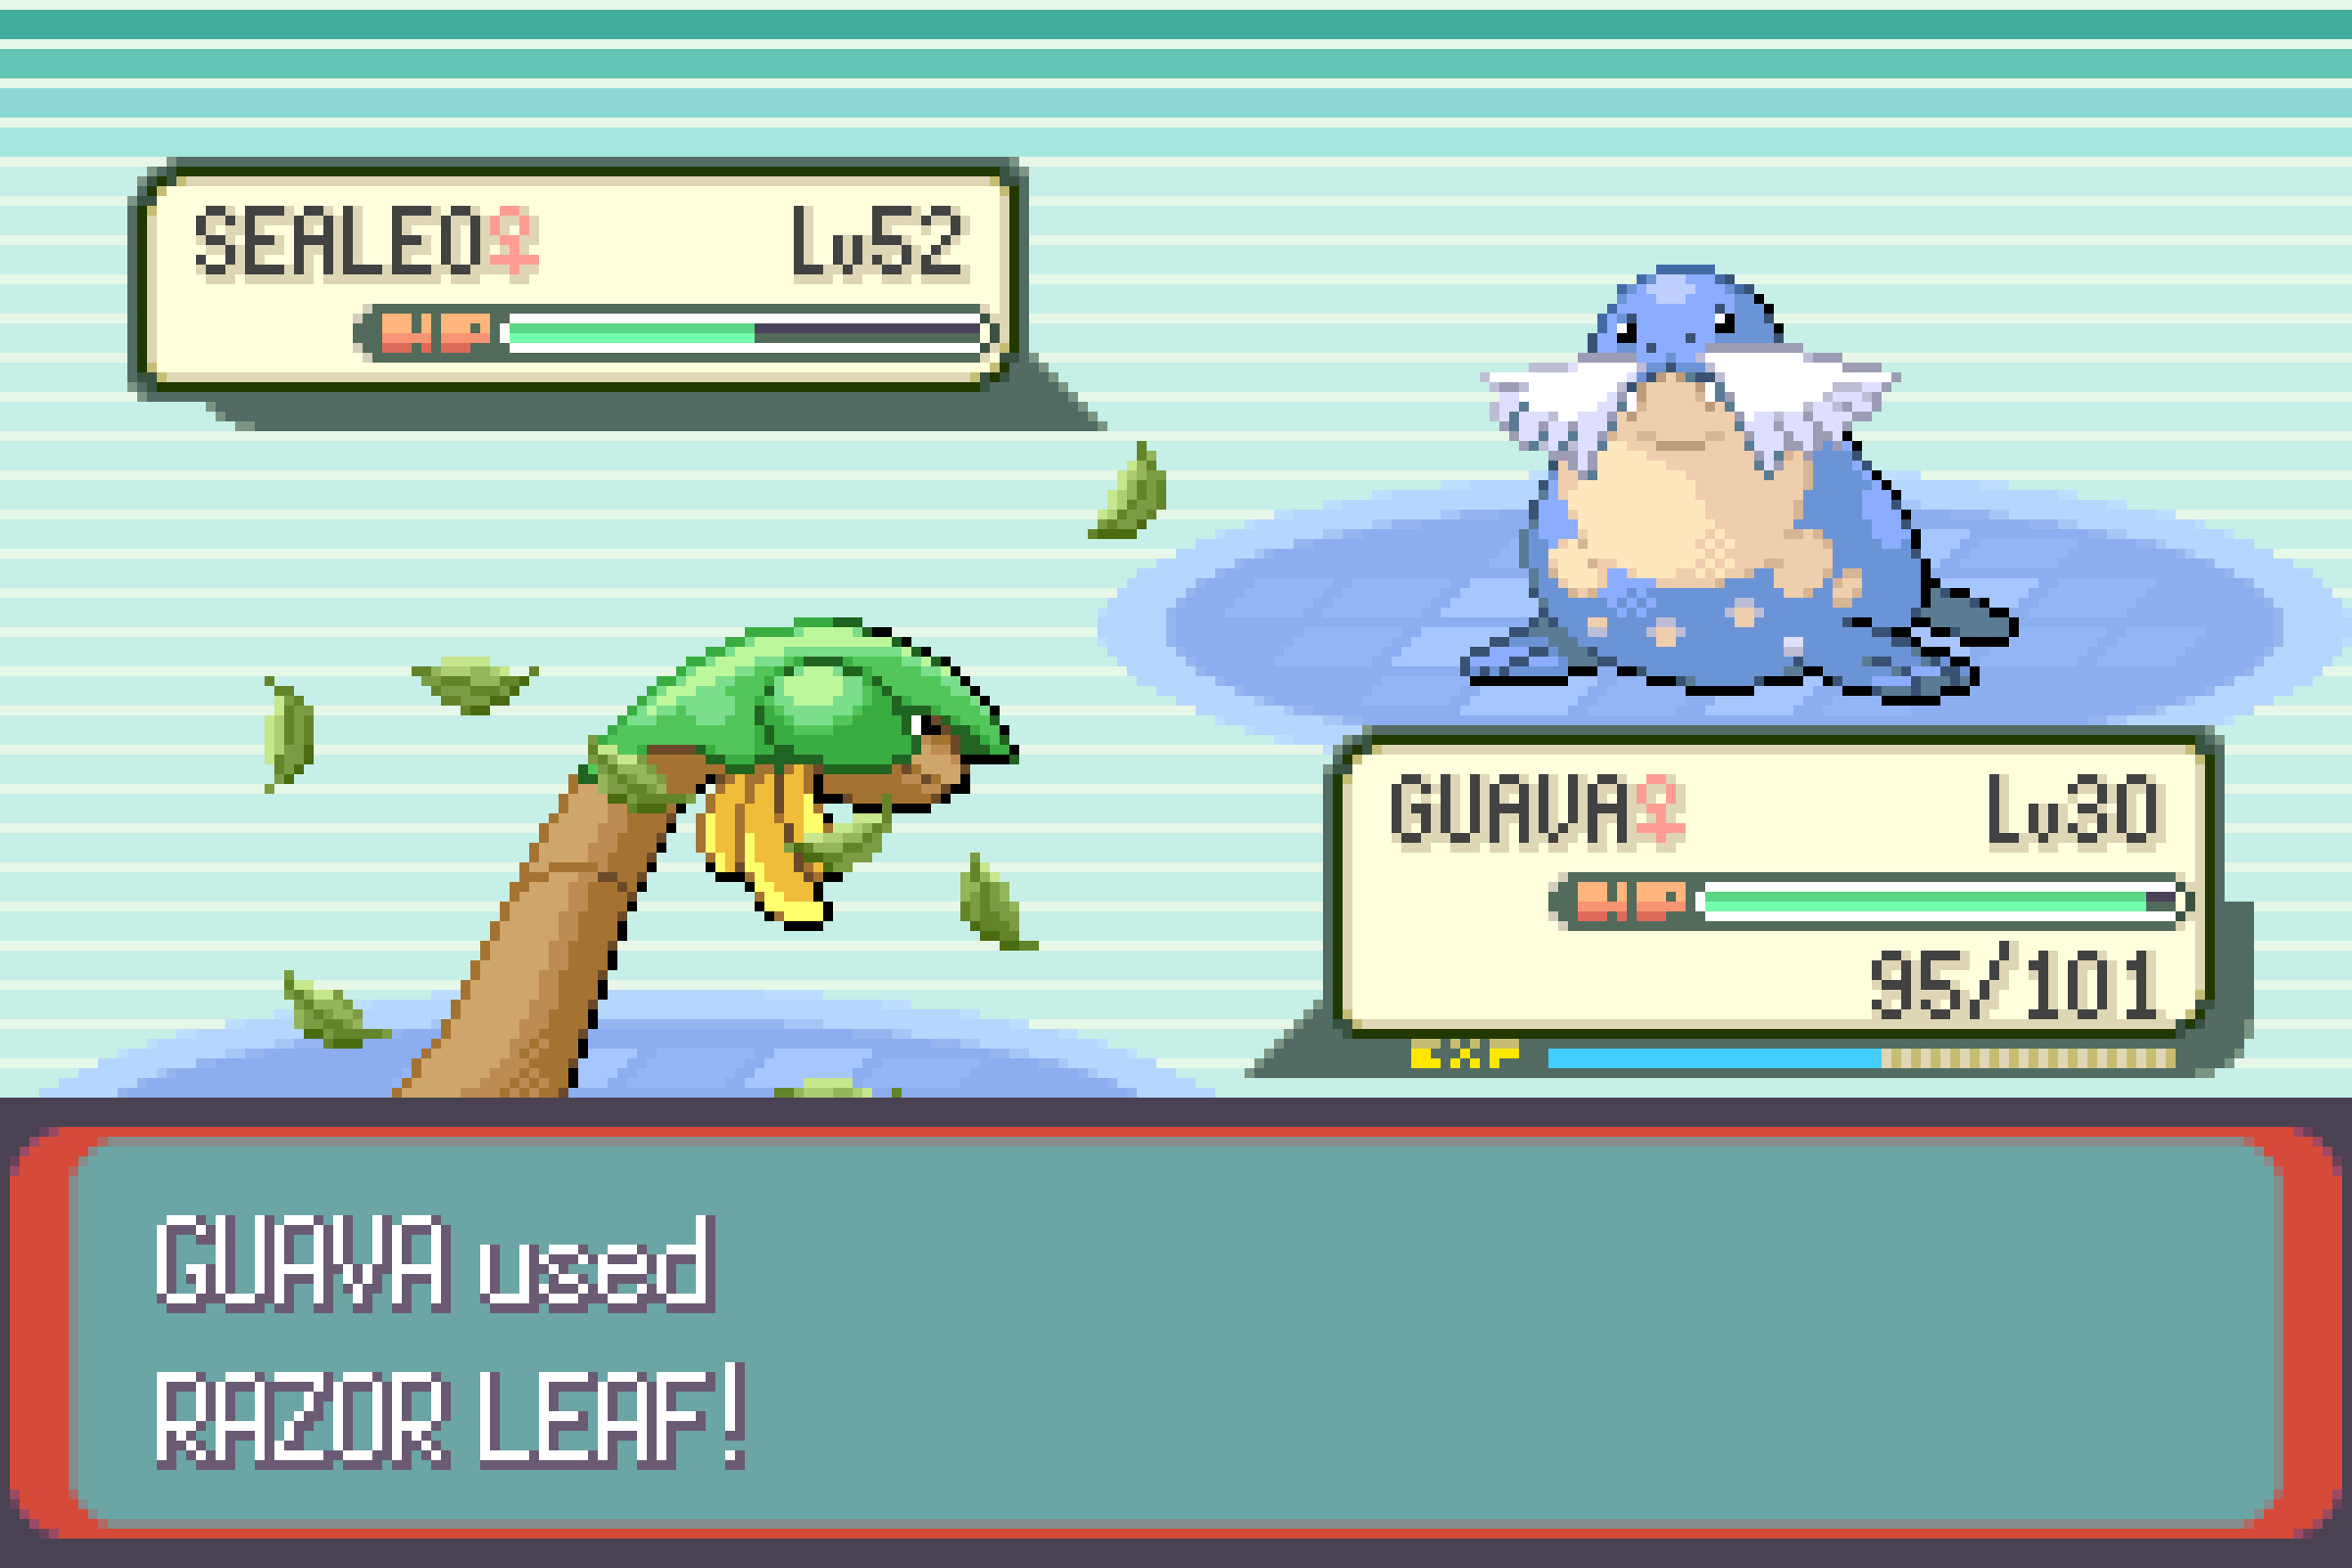 SEALEO♀ Lv52
HP
GUAVA♀ Lv30
HP
95/101
EXP
GUAVA used
RAZOR LEAF!